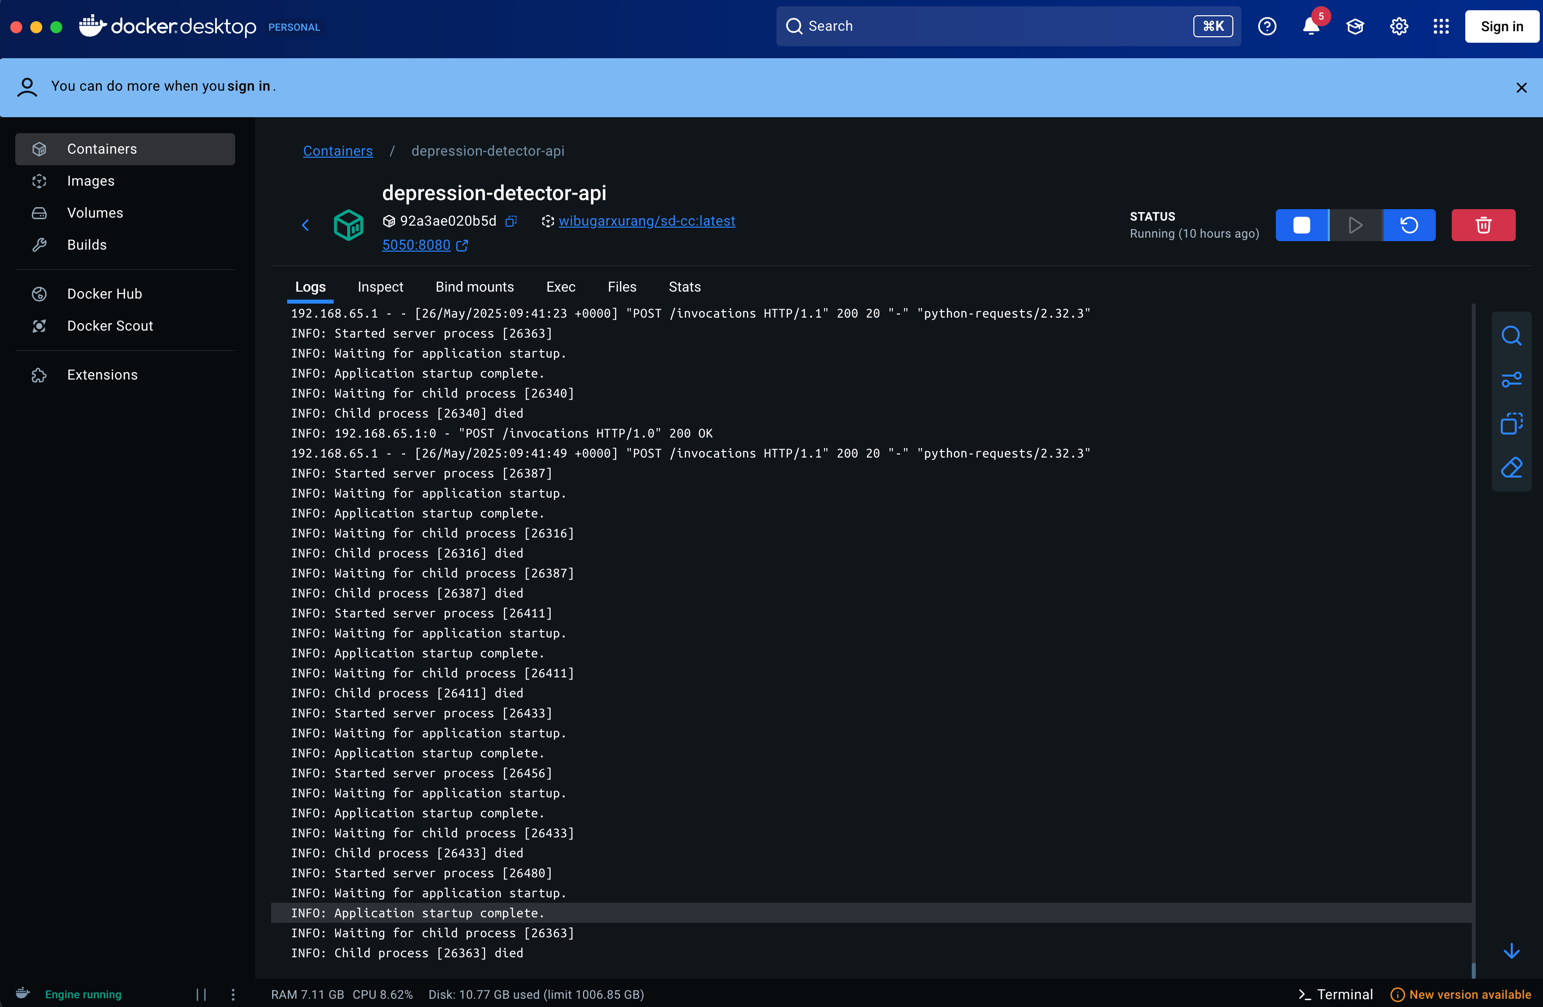 docker.desktop PERSONAL
Search
⌘K
5
Sign in
You can do more when you sign in.
Containers
Images
Volumes
Builds
Docker Hub
Docker Scout
Extensions
Containers / depression-detector-api
depression-detector-api
92a3ae020b5d wibugarxurang/sd-cc:latest
5050:8080
STATUS
Running (10 hours ago)
Logs Inspect Bind mounts Exec Files Stats
192.168.65.1 - - [26/May/2025:09:41:23 +0000] "POST /invocations HTTP/1.1" 200 20 "-" "python-requests/2.32.3"
INFO: Started server process [26363]
INFO: Waiting for application startup.
INFO: Application startup complete.
INFO: Waiting for child process [26340]
INFO: Child process [26340] died
INFO: 192.168.65.1:0 - "POST /invocations HTTP/1.0" 200 OK
192.168.65.1 - - [26/May/2025:09:41:49 +0000] "POST /invocations HTTP/1.1" 200 20 "-" "python-requests/2.32.3"
INFO: Started server process [26387]
INFO: Waiting for application startup.
INFO: Application startup complete.
INFO: Waiting for child process [26316]
INFO: Child process [26316] died
INFO: Waiting for child process [26387]
INFO: Child process [26387] died
INFO: Started server process [26411]
INFO: Waiting for application startup.
INFO: Application startup complete.
INFO: Waiting for child process [26411]
INFO: Child process [26411] died
INFO: Started server process [26433]
INFO: Waiting for application startup.
INFO: Application startup complete.
INFO: Started server process [26456]
INFO: Waiting for application startup.
INFO: Application startup complete.
INFO: Waiting for child process [26433]
INFO: Child process [26433] died
INFO: Started server process [26480]
INFO: Waiting for application startup.
INFO: Application startup complete.
INFO: Waiting for child process [26363]
INFO: Child process [26363] died
Engine running
RAM 7.11 GB CPU 8.62% Disk: 10.77 GB used (limit 1006.85 GB)
Terminal
New version available